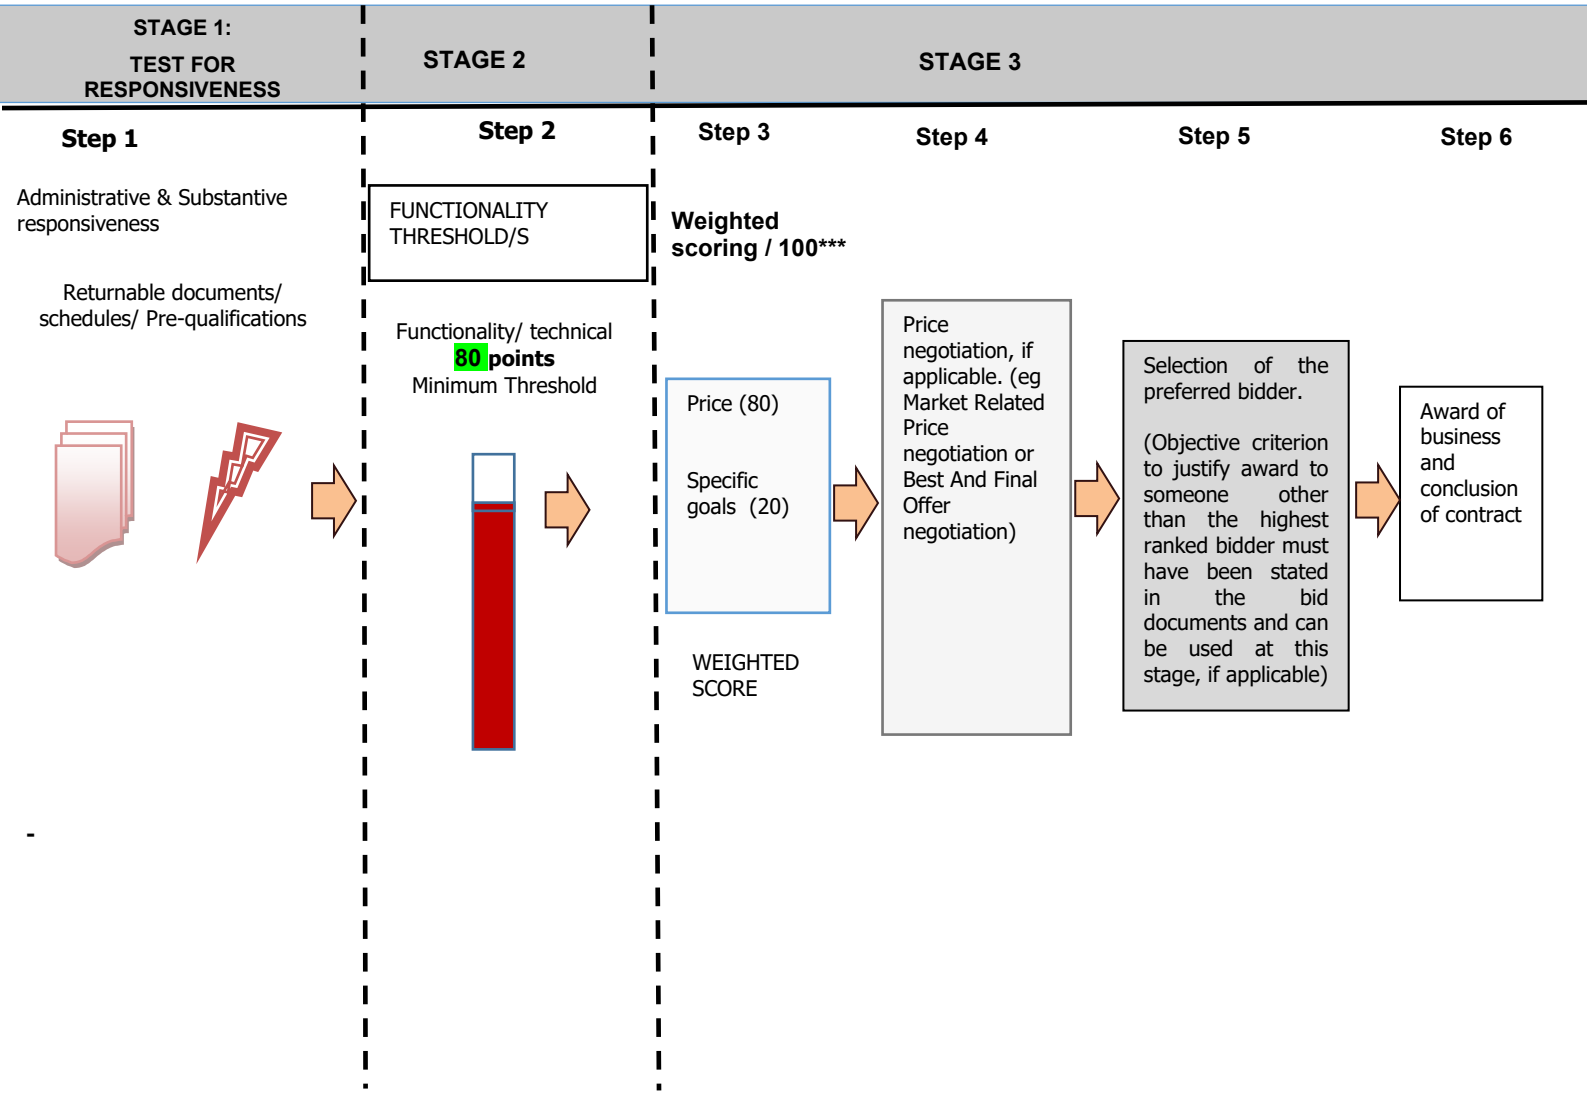 STAGE 1:
TEST FOR
RESPONSIVENESS
STAGE 2
STAGE 3
Step 1
Administrative & Substantive
responsiveness
Returnable documents/
schedules/ Pre-qualifications
-
Step 2
FUNCTIONALITY
THRESHOLD/S
Functionality/ technical
80 points
Minimum Threshold
Step 3
Weighted
scoring / 100***
Price (80)
Specific
goals (20)
WEIGHTED
SCORE
Step 4
Price
negotiation, if
applicable. (eg
Market Related
Price
negotiation or
Best And Final
Offer
negotiation)
Step 5
Selection of the
preferred bidder.
(Objective criterion
to justify award to
someone other
than the highest
ranked bidder must
have been stated
in the bid
documents and can
be used at this
stage, if applicable)
Step 6
Award of
business
and
conclusion
of contract